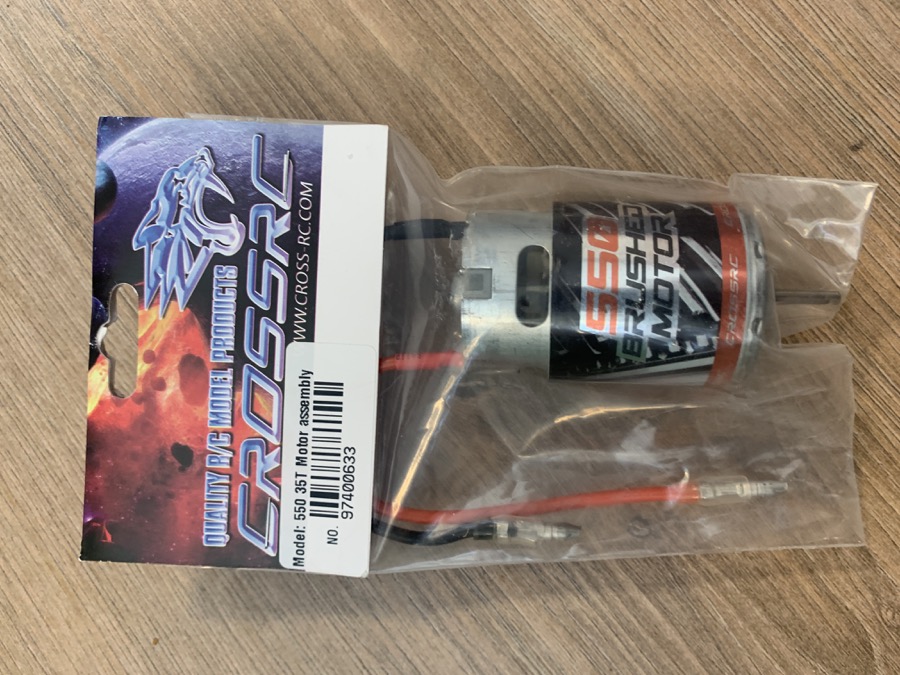 QUALITY R/C MODEL PRODUCTS
CROSSRC
WWW.CROSS-RC.COM
Model: 550 35T Motor assembly
NO. 97400633
550
BRUSHED
MOTOR
CROSSRC